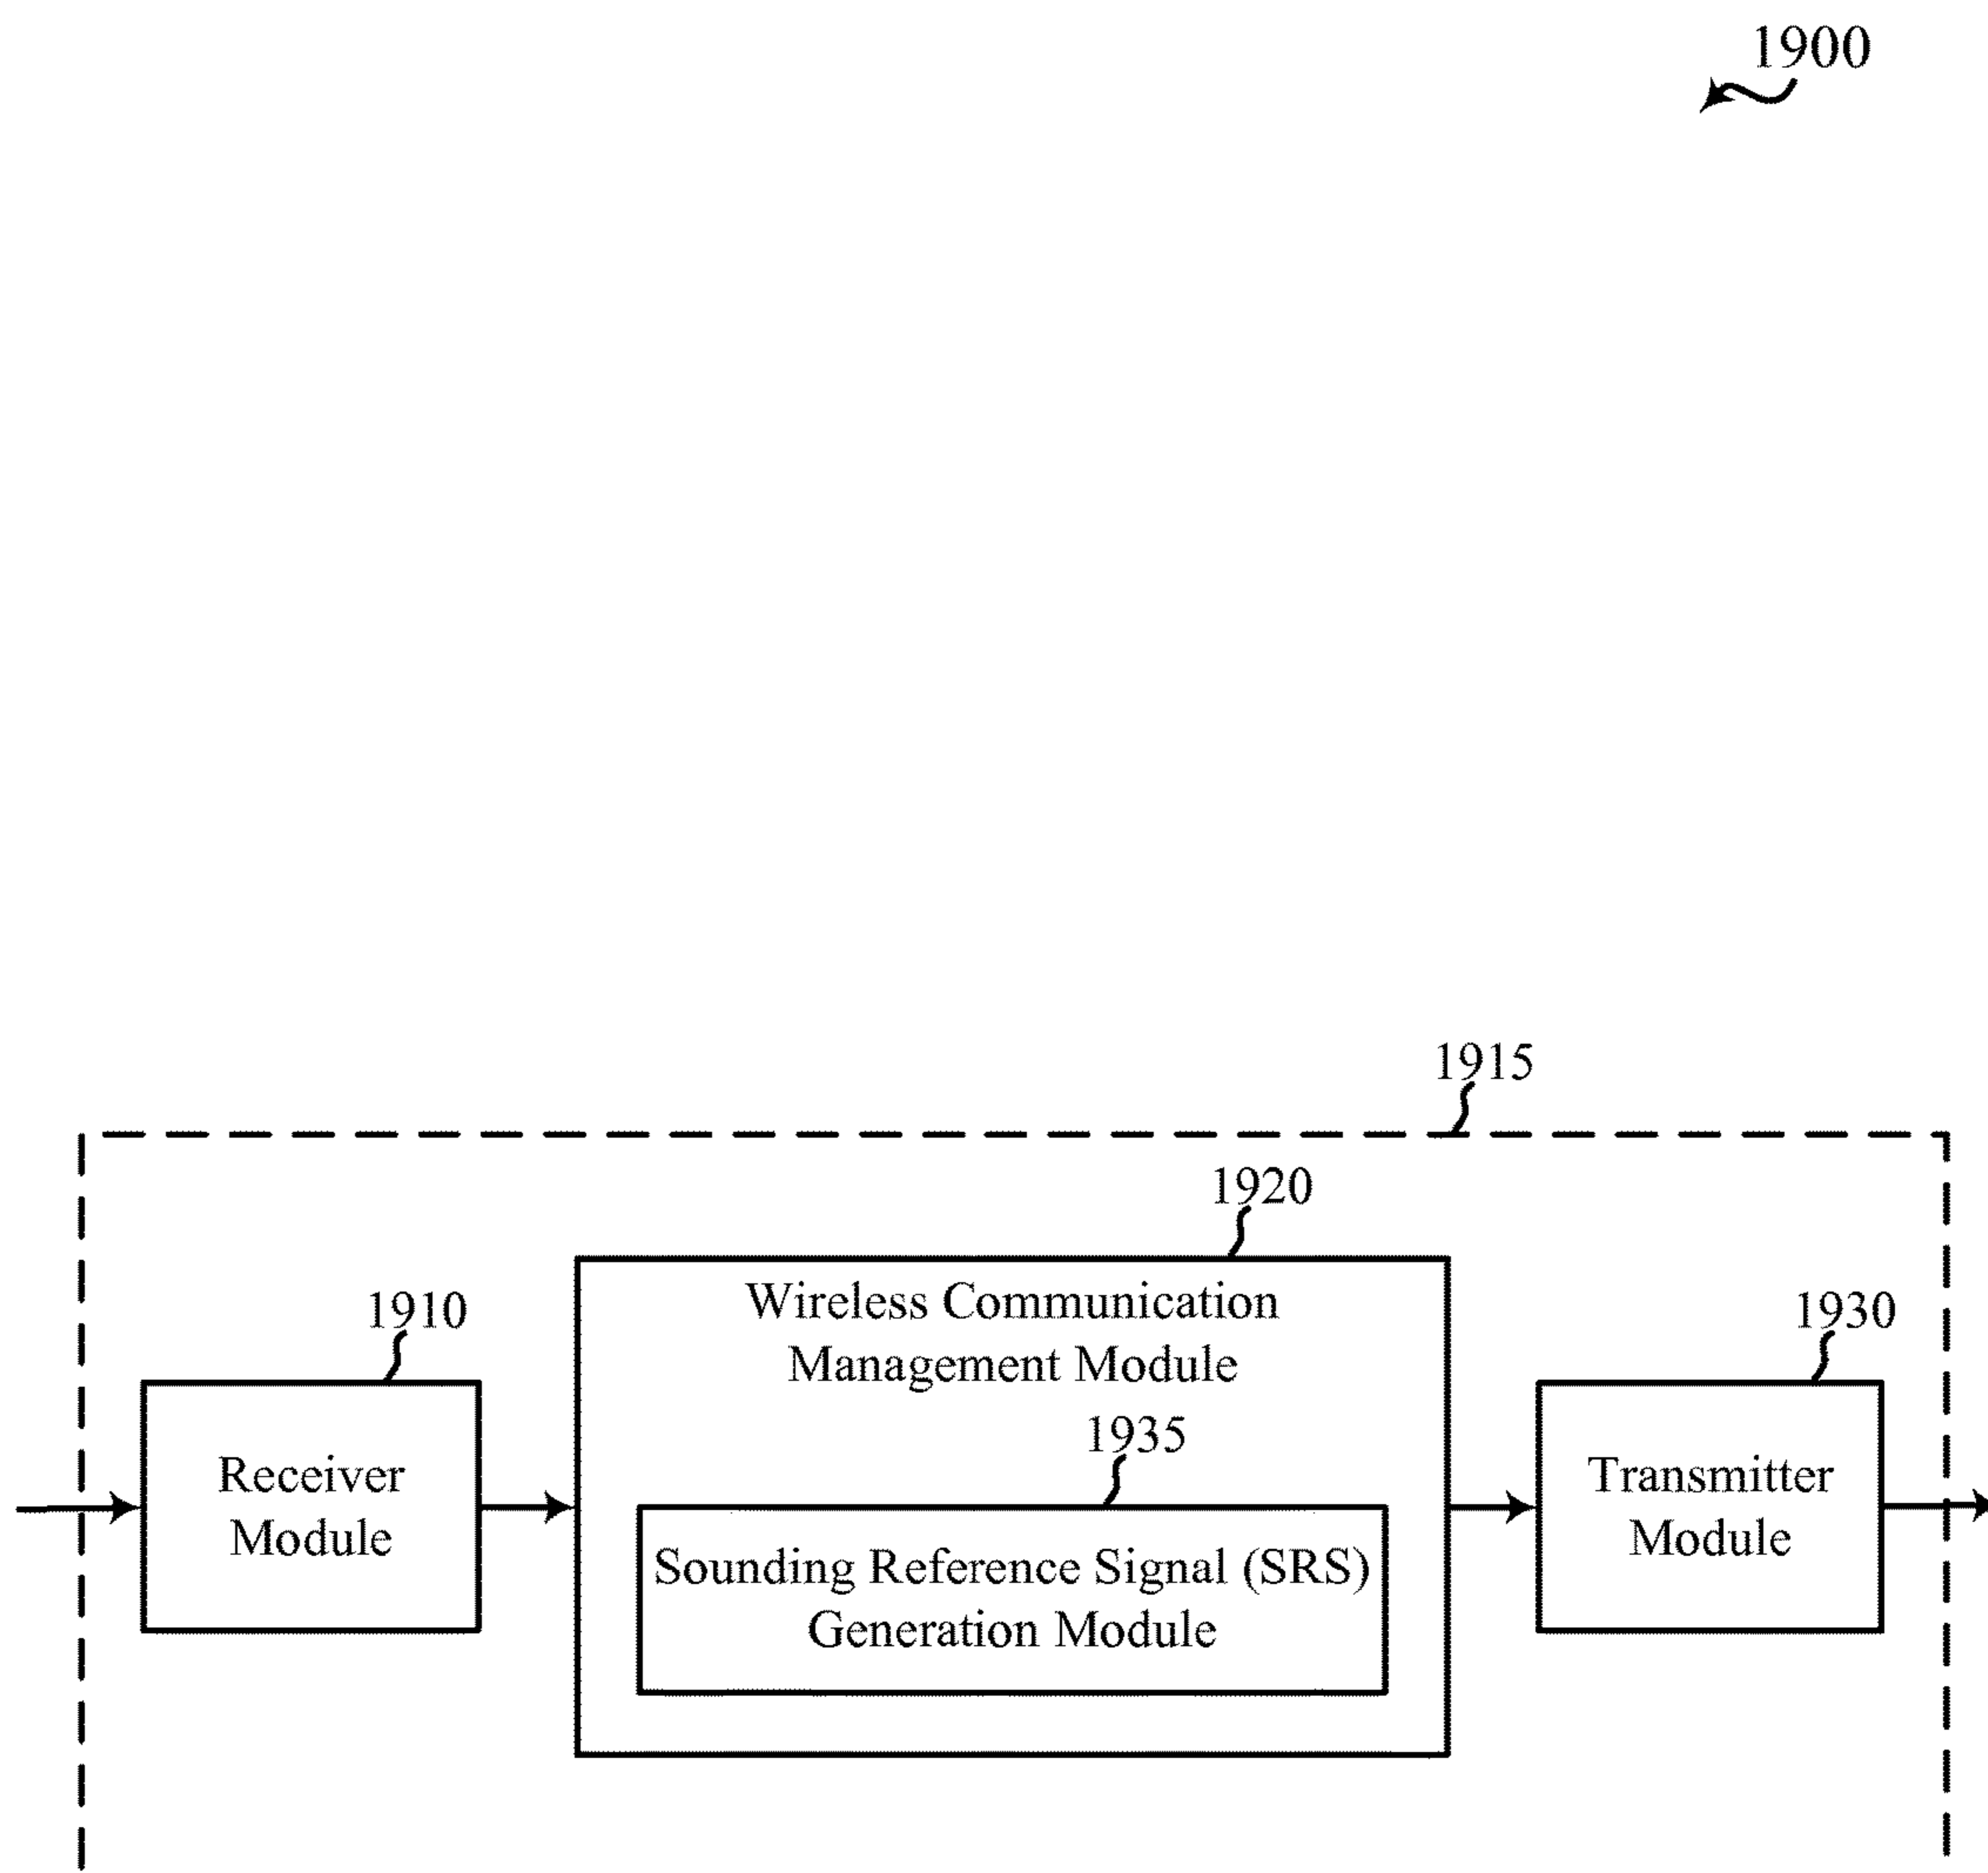 1900
1915
1920
Wireless Communication
Management Module
1910
1930
1935
Receiver
Module
Sounding Reference Signal (SRS)
Generation Module
Transmitter
Module